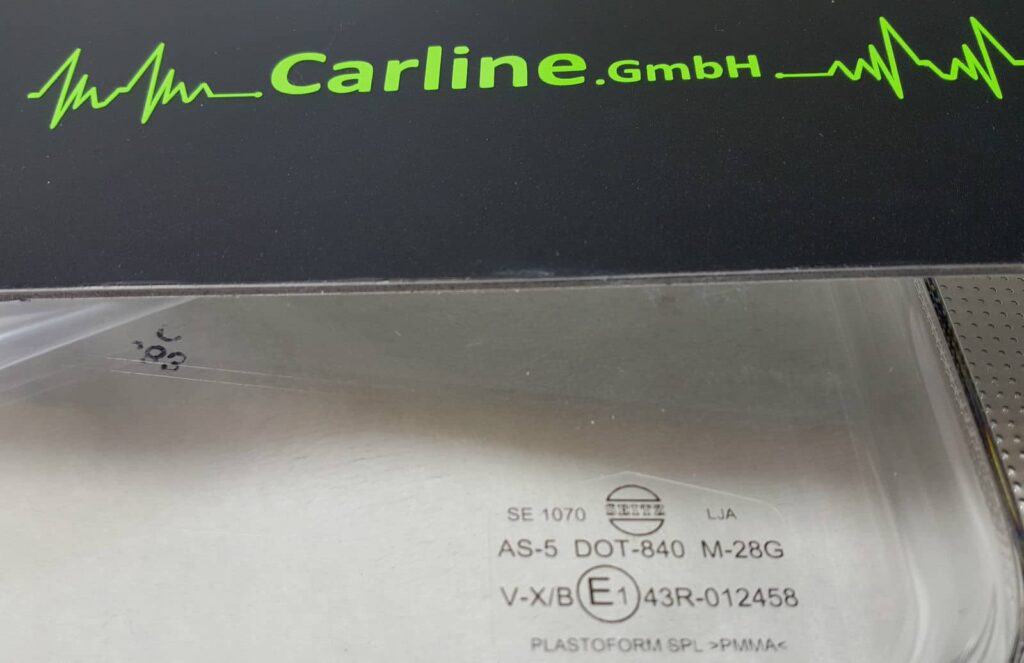 Carline.GmbH
SE 1070 SEITZ LJA
AS-5 DOT-840 M-28G
V-X/B E1 43R-012458
PLASTOFORM SPL >PMMA<